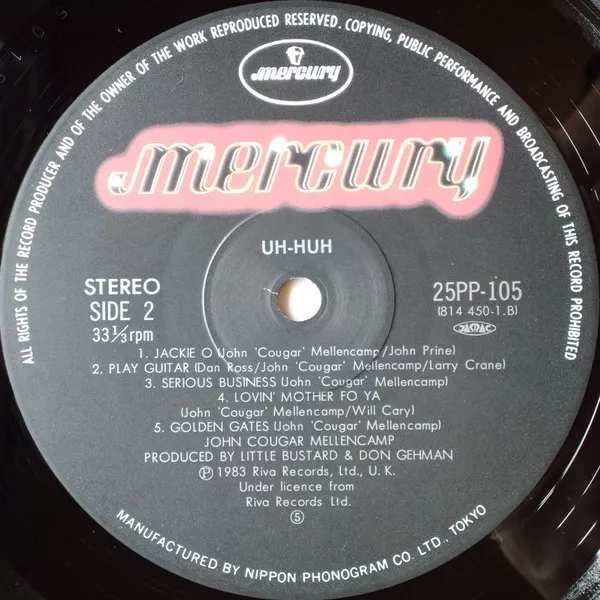 ALL RIGHTS OF THE RECORD PRODUCER AND OF THE OWNER OF THE WORK REPRODUCED RESERVED. COPYING, PUBLIC PERFORMANCE AND BROADCASTING OF THIS RECORD PROHIBITED
mercury
mercury
UH-HUH
STEREO
SIDE 2
33⅓rpm
25PP-105
(814 450-1.B)
JASRAC
1. JACKIE O (John 'Cougar' Mellencamp/John Prine)
2. PLAY GUITAR (Dan Ross/John 'Cougar' Mellencamp/Larry Crane)
3. SERIOUS BUSINESS (John 'Cougar' Mellencamp)
4. LOVIN' MOTHER FO YA
(John 'Cougar' Mellencamp/Will Cary)
5. GOLDEN GATES (John 'Cougar' Mellencamp)
JOHN COUGAR MELLENCAMP
PRODUCED BY LITTLE BUSTARD & DON GEHMAN
Ⓟ 1983 Riva Records, Ltd., U. K.
Under licence from
Riva Records Ltd.
⑤
MANUFACTURED BY NIPPON PHONOGRAM CO. LTD., TOKYO